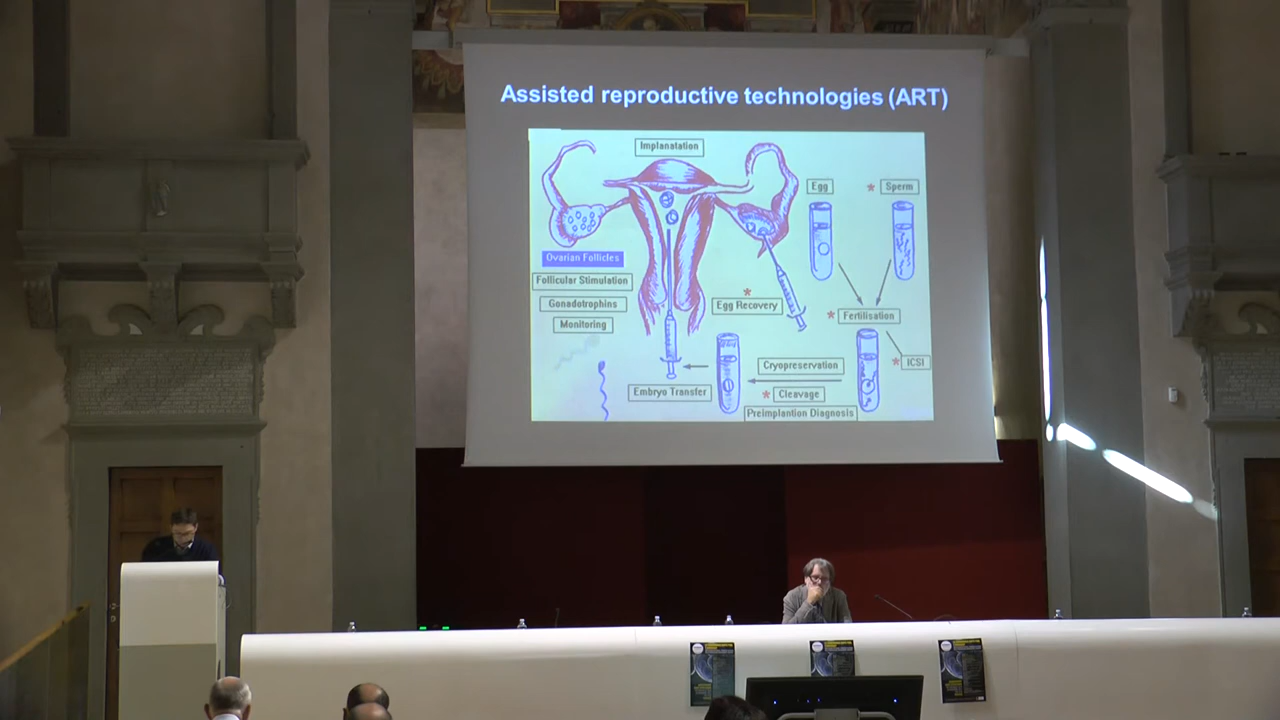 Assisted reproductive technologies (ART)
Implanatation
Egg
* Sperm
Ovarian Follicles
Follicular Stimulation
Gonadotrophins
Monitoring
*
Egg Recovery
* Fertilisation
* ICSI
Cryopreservation
* Cleavage
Preimplantion Diagnosis
Embryo Transfer